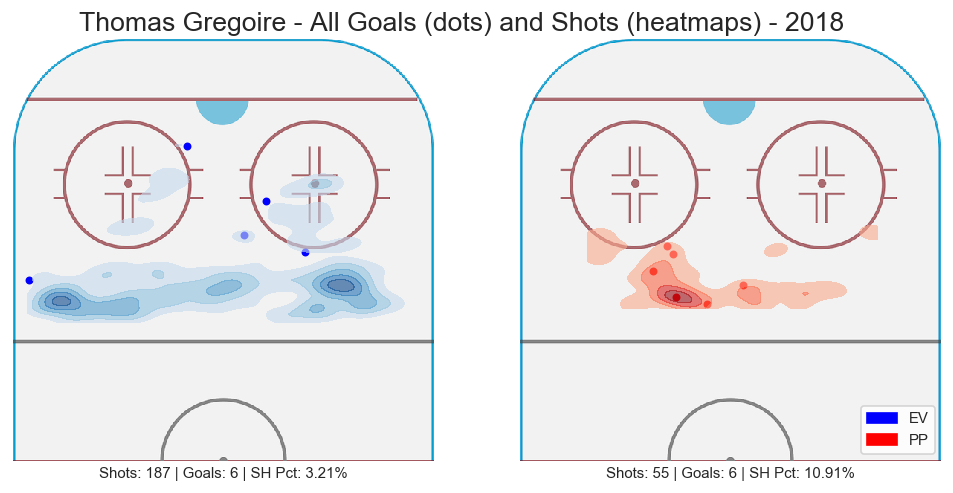 Thomas Gregoire - All Goals (dots) and Shots (heatmaps) - 2018
EV
PP
Shots: 187 | Goals: 6 | SH Pct: 3.21%
Shots: 55 | Goals: 6 | SH Pct: 10.91%